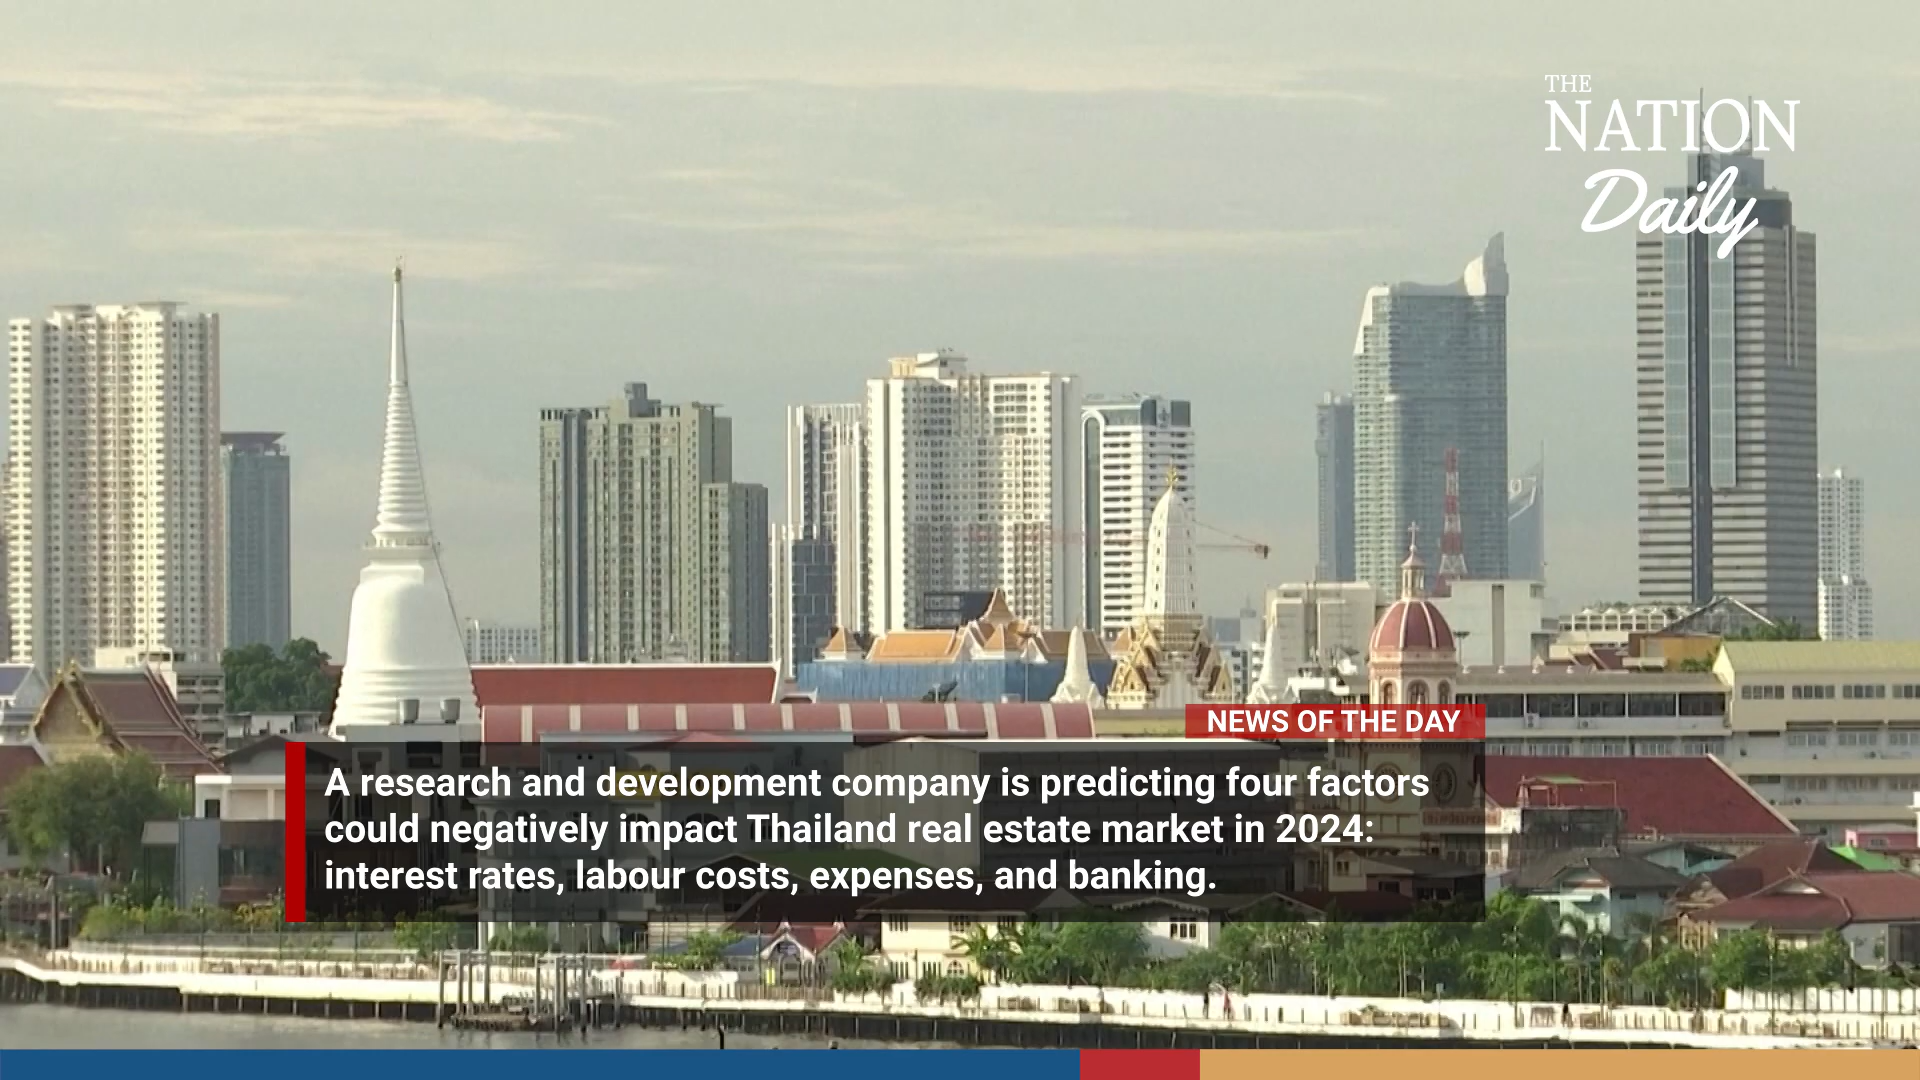 THE
NATION
Daily
NEWS OF THE DAY
A research and development company is predicting four factors
could negatively impact Thailand real estate market in 2024:
interest rates, labour costs, expenses, and banking.